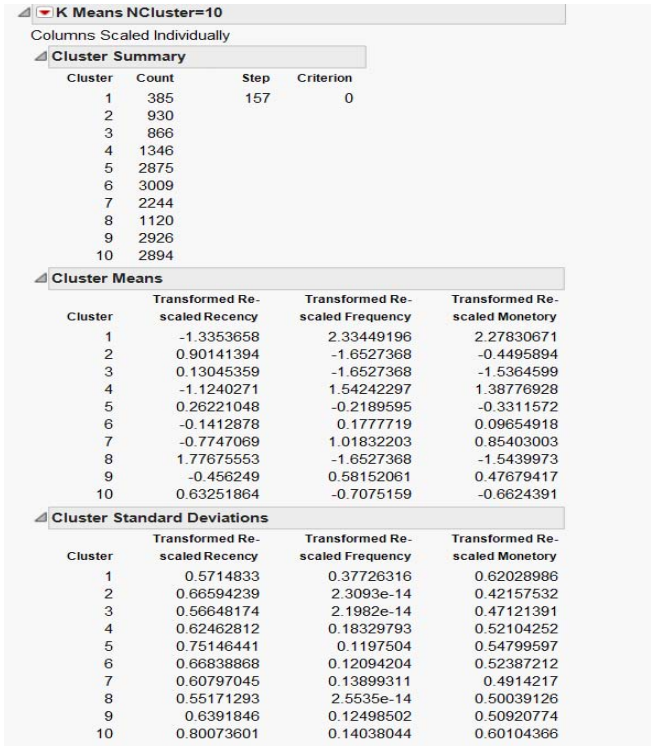 K Means NCluster=10
Columns Scaled Individually
Cluster Summary
Cluster Count Step Criterion
1 385 157 0
2 930
3 866
4 1346
5 2875
6 3009
7 2244
8 1120
9 2926
10 2894
Cluster Means
Transformed Re- Transformed Re- Transformed Re-
Cluster scaled Recency scaled Frequency scaled Monetory
1 -1.3353658 2.33449196 2.27830671
2 0.90141394 -1.6527368 -0.4495894
3 0.13045359 -1.6527368 -1.5364599
4 -1.1240271 1.54242297 1.38776928
5 0.26221048 -0.2189595 -0.3311572
6 -0.1412878 0.1777719 0.09654918
7 -0.7747069 1.01832203 0.85403003
8 1.77675553 -1.6527368 -1.5439973
9 -0.456249 0.58152061 0.47679417
10 0.63251864 -0.7075159 -0.6624391
Cluster Standard Deviations
Transformed Re- Transformed Re- Transformed Re-
Cluster scaled Recency scaled Frequency scaled Monetory
1 0.5714833 0.37726316 0.62028986
2 0.66594239 2.3093e-14 0.42157532
3 0.56648174 2.1982e-14 0.47121391
4 0.62462812 0.18329793 0.52104252
5 0.75146441 0.1197504 0.54799597
6 0.66838868 0.12094204 0.52387212
7 0.60797045 0.13899311 0.4914217
8 0.55171293 2.5535e-14 0.50039126
9 0.6391846 0.12498502 0.50920774
10 0.80073601 0.14038044 0.60104366